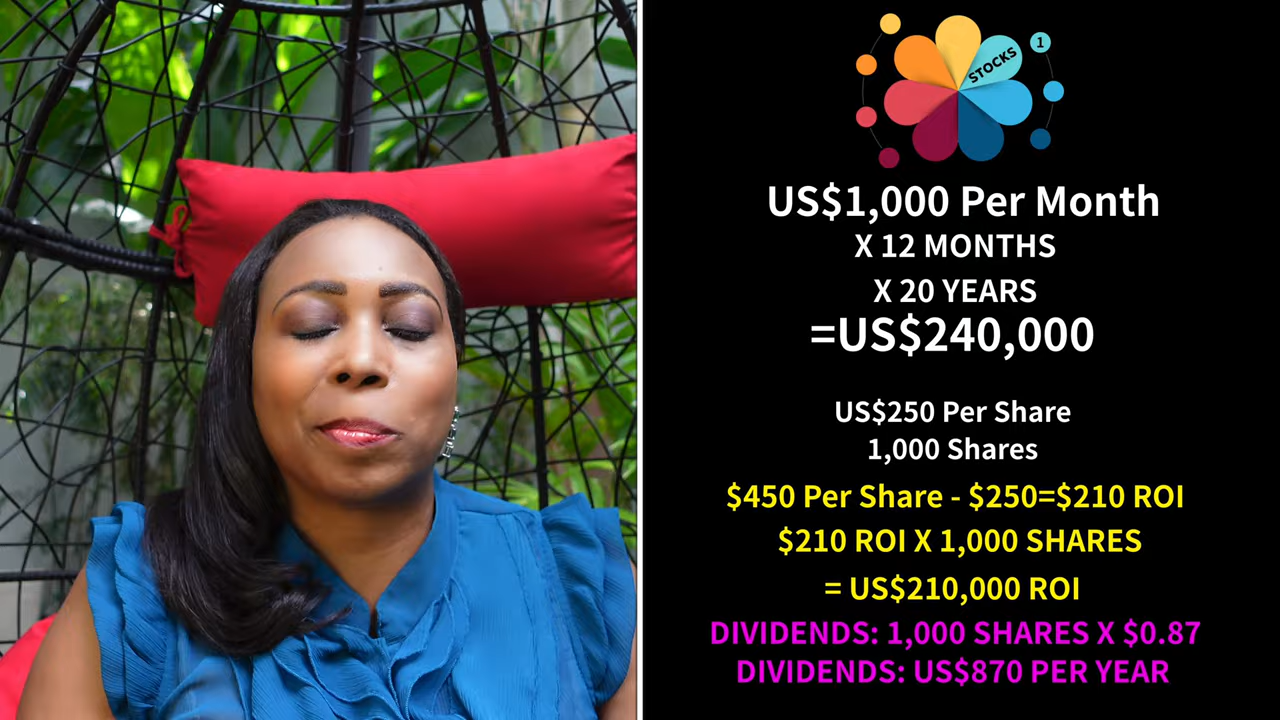 STOCKS
1
US$1,000 Per Month
X 12 MONTHS
X 20 YEARS
=US$240,000
US$250 Per Share
1,000 Shares
$450 Per Share - $250=$210 ROI
$210 ROI X 1,000 SHARES
= US$210,000 ROI
DIVIDENDS: 1,000 SHARES X $0.87
DIVIDENDS: US$870 PER YEAR